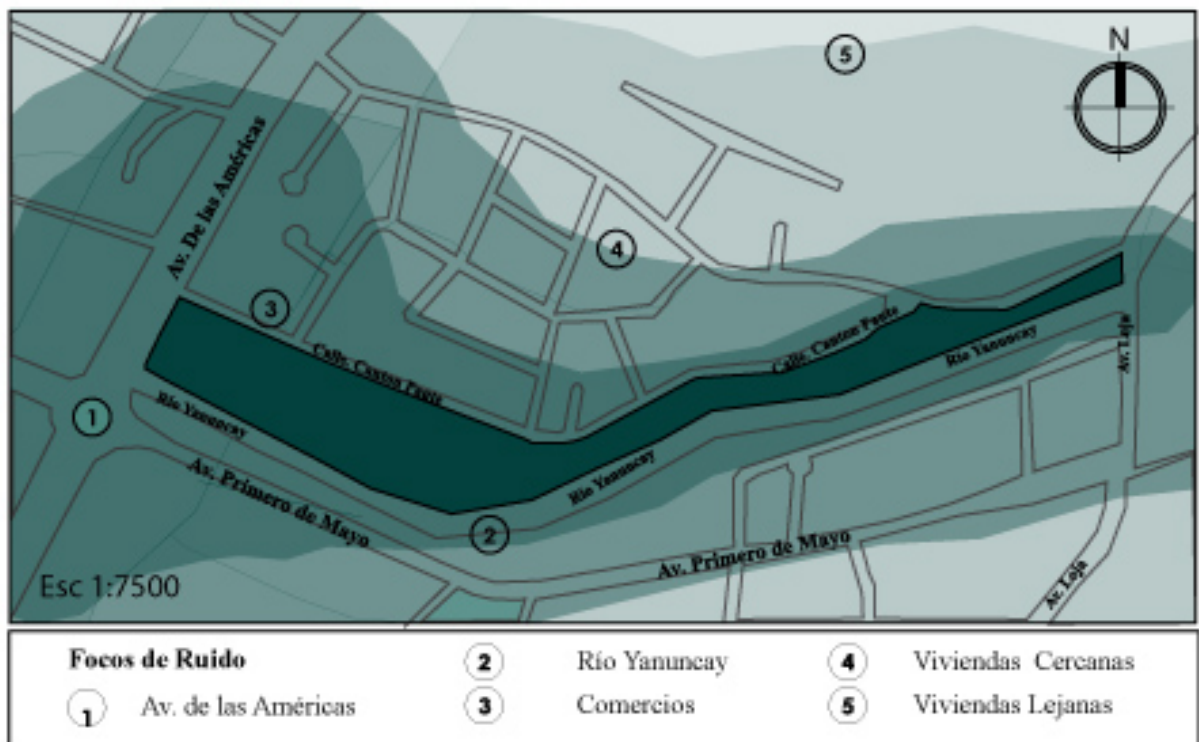 5
N
Av. De las Américas
4
3
Calle. Canton Paute
Calle. Canton Paute
Río Yanuncay
Av. Loja
1
Río Yanuncay
Río Yanuncay
Av. Primero de Mayo
2
Av. Primero de Mayo
Esc 1:7500
Av. Loja
Focos de Ruido
1 Av. de las Américas
2 Río Yanuncay
3 Comercios
4 Viviendas Cercanas
5 Viviendas Lejanas